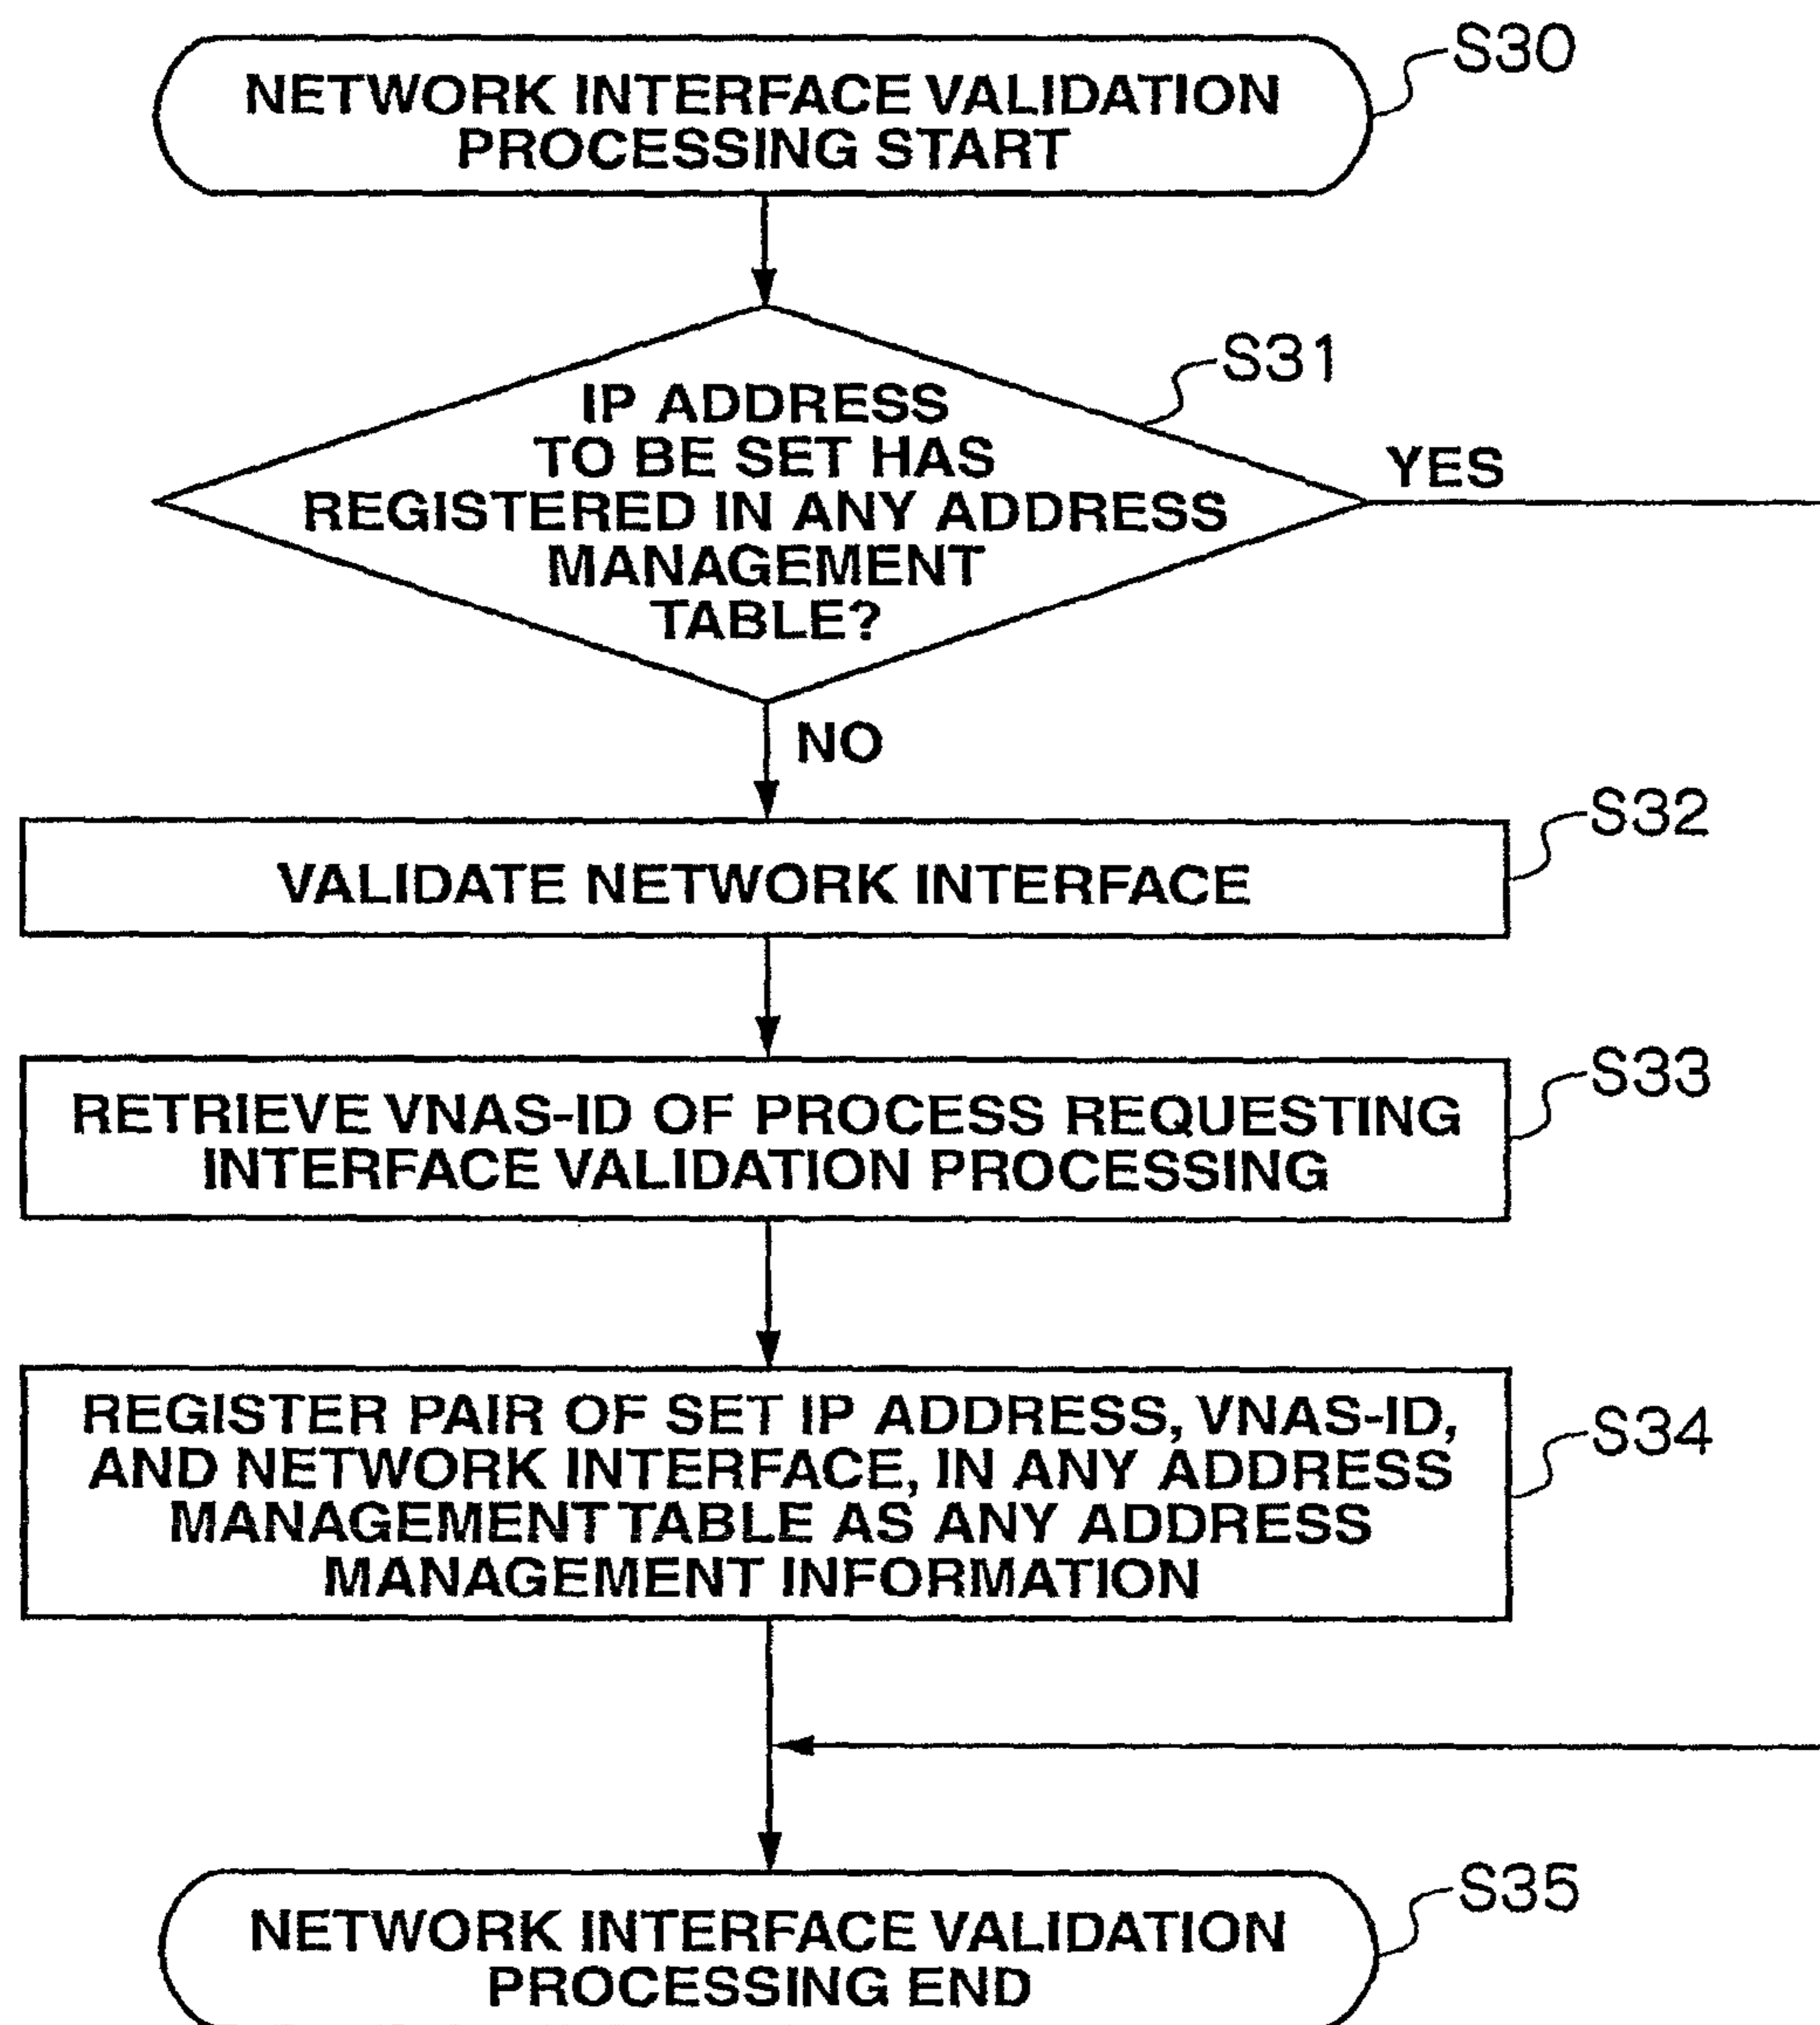 S30
NETWORK INTERFACE VALIDATION
PROCESSING START
S31
IP ADDRESS
TO BE SET HAS
REGISTERED IN ANY ADDRESS
MANAGEMENT
TABLE?
YES
NO
S32
VALIDATE NETWORK INTERFACE
S33
RETRIEVE VNAS-ID OF PROCESS REQUESTING
INTERFACE VALIDATION PROCESSING
S34
REGISTER PAIR OF SET IP ADDRESS, VNAS-ID,
AND NETWORK INTERFACE, IN ANY ADDRESS
MANAGEMENT TABLE AS ANY ADDRESS
MANAGEMENT INFORMATION
S35
NETWORK INTERFACE VALIDATION
PROCESSING END